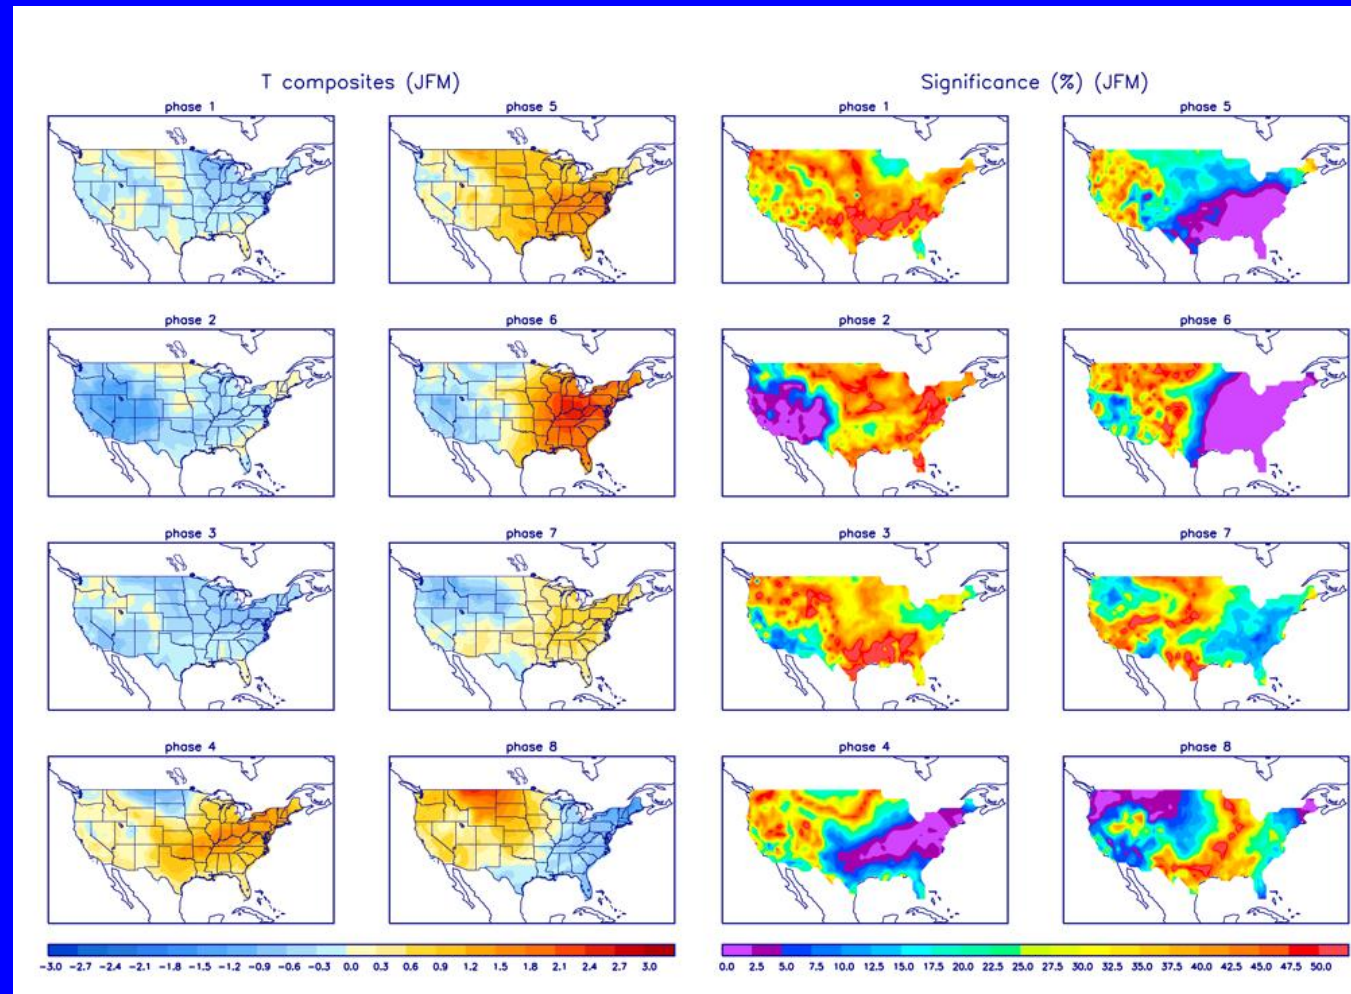 T composites (JFM)
Significance (%) (JFM)
phase 1
phase 5
phase 1
phase 5
phase 2
phase 6
phase 2
phase 6
phase 3
phase 7
phase 3
phase 7
phase 4
phase 8
phase 4
phase 8
-3.0 -2.7 -2.4 -2.1 -1.8 -1.5 -1.2 -0.9 -0.6 -0.3 0.0 0.3 0.6 0.9 1.2 1.5 1.8 2.1 2.4 2.7 3.0
0.0 2.5 5.0 7.5 10.0 12.5 15.0 17.5 20.0 22.5 25.0 27.5 30.0 32.5 35.0 37.5 40.0 42.5 45.0 47.5 50.0